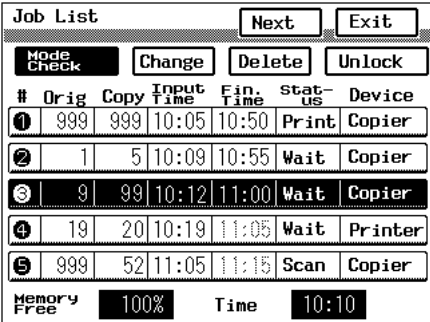 Job List Next Exit
Mode Check Change Delete Unlock
# Orig Copy Input Time Fin. Time Stat-us Device
1 999 999 10:05 10:50 Print Copier
2 1 5 10:09 10:55 Wait Copier
3 9 99 10:12 11:00 Wait Copier
4 19 20 10:19 11:05 Wait Printer
5 999 52 11:05 11:15 Scan Copier
Memory Free 100% Time 10:10